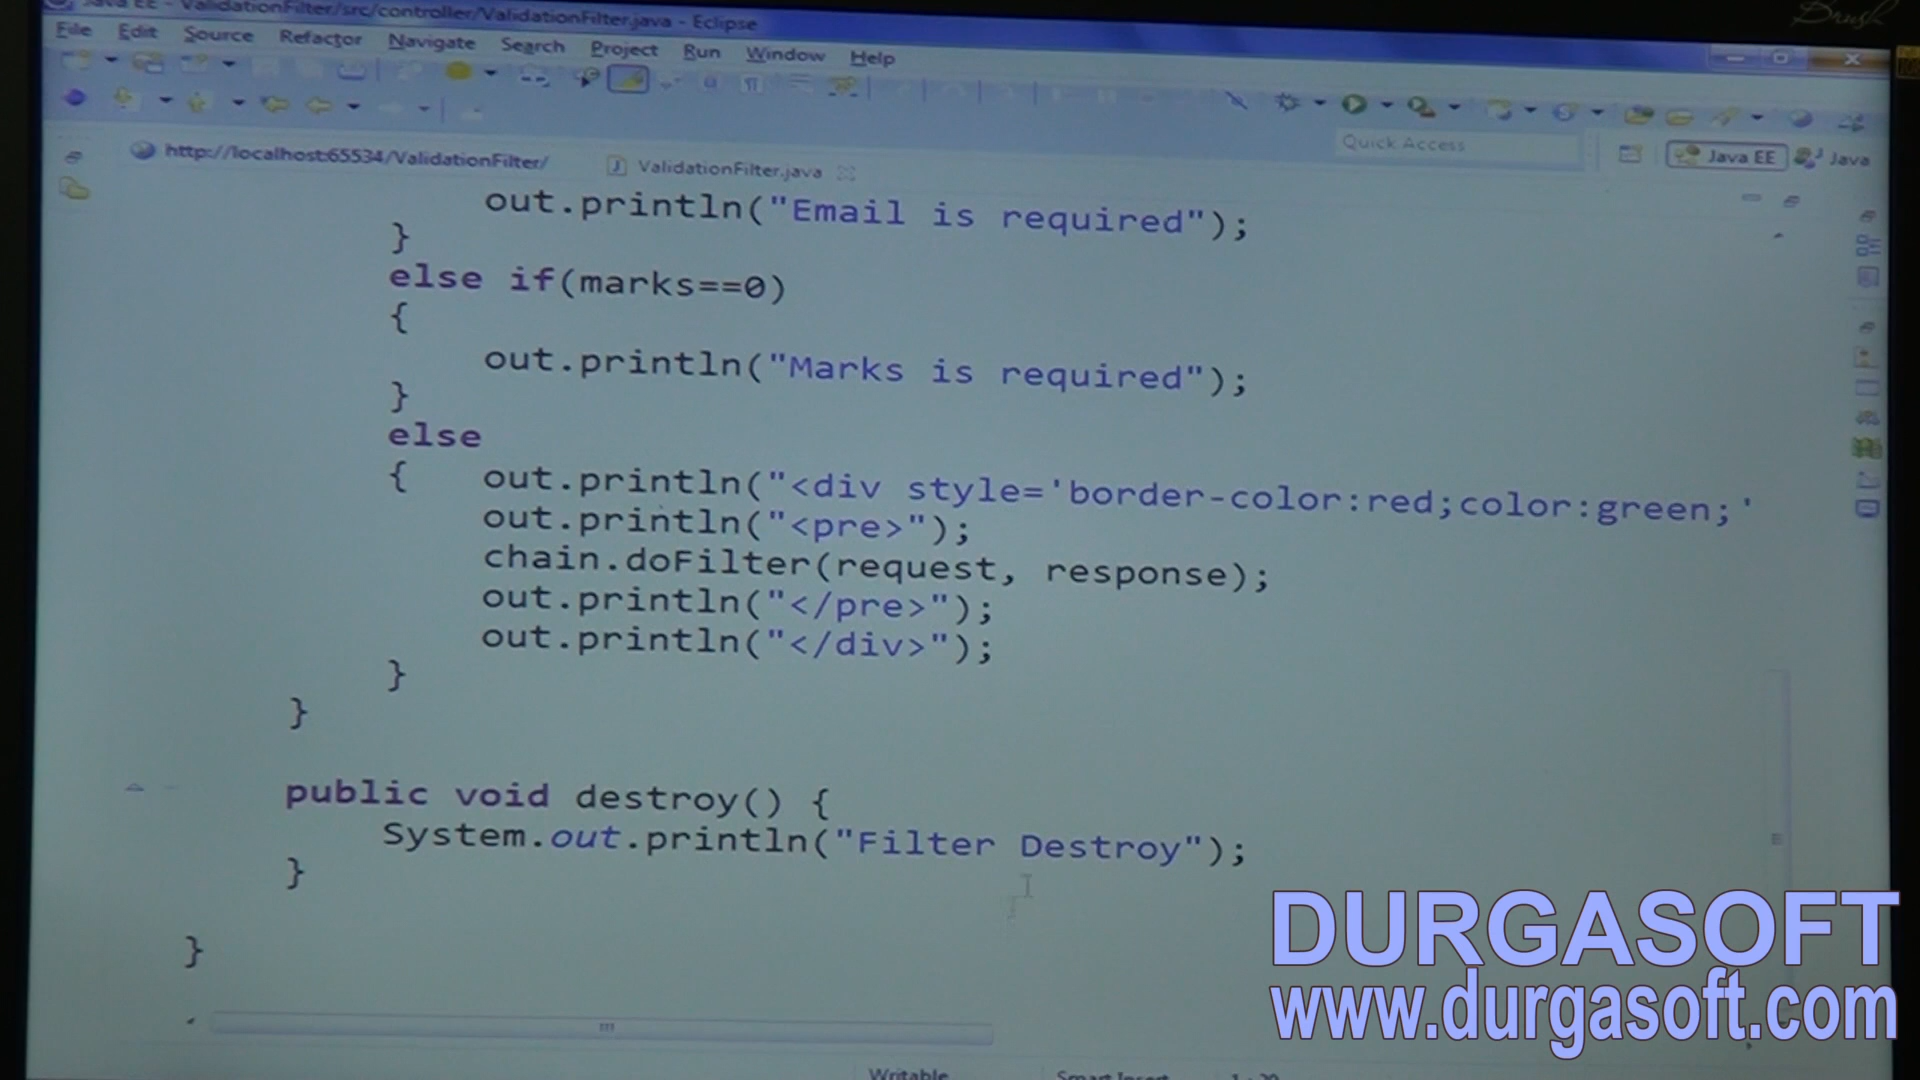 Java EE - ValidationFilter/src/controller/ValidationFilter.java - Eclipse
File Edit Source Refactor Navigate Search Project Run Window Help
Quick Access
Java EE Java
http://localhost:65534/ValidationFilter/ ValidationFilter.java
out.println("Email is required");
}
else if(marks==0)
{
out.println("Marks is required");
}
else
{ out.println("<div style='border-color:red;color:green;'
out.println("<pre>");
chain.doFilter(request, response);
out.println("</pre>");
out.println("</div>");
}
}
public void destroy() {
System.out.println("Filter Destroy");
}
}
DURGASOFT
www.durgasoft.com
Writable Smart Insert